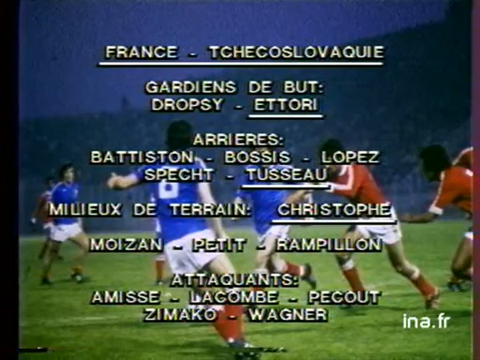 FRANCE - TCHECOSLOVAQUIE
GARDIENS DE BUT:
DROPSY - ETTORI
ARRIERES:
BATTISTON - BOSSIS - LOPEZ
SPECHT - TUSSEAU
MILIEUX DE TERRAIN: CHRISTOPHE
MOIZAN - PETIT - RAMPILLON
ATTAQUANTS:
AMISSE - LACOMBE - PECOUT
ZIMAKO - WAGNER
ina.fr